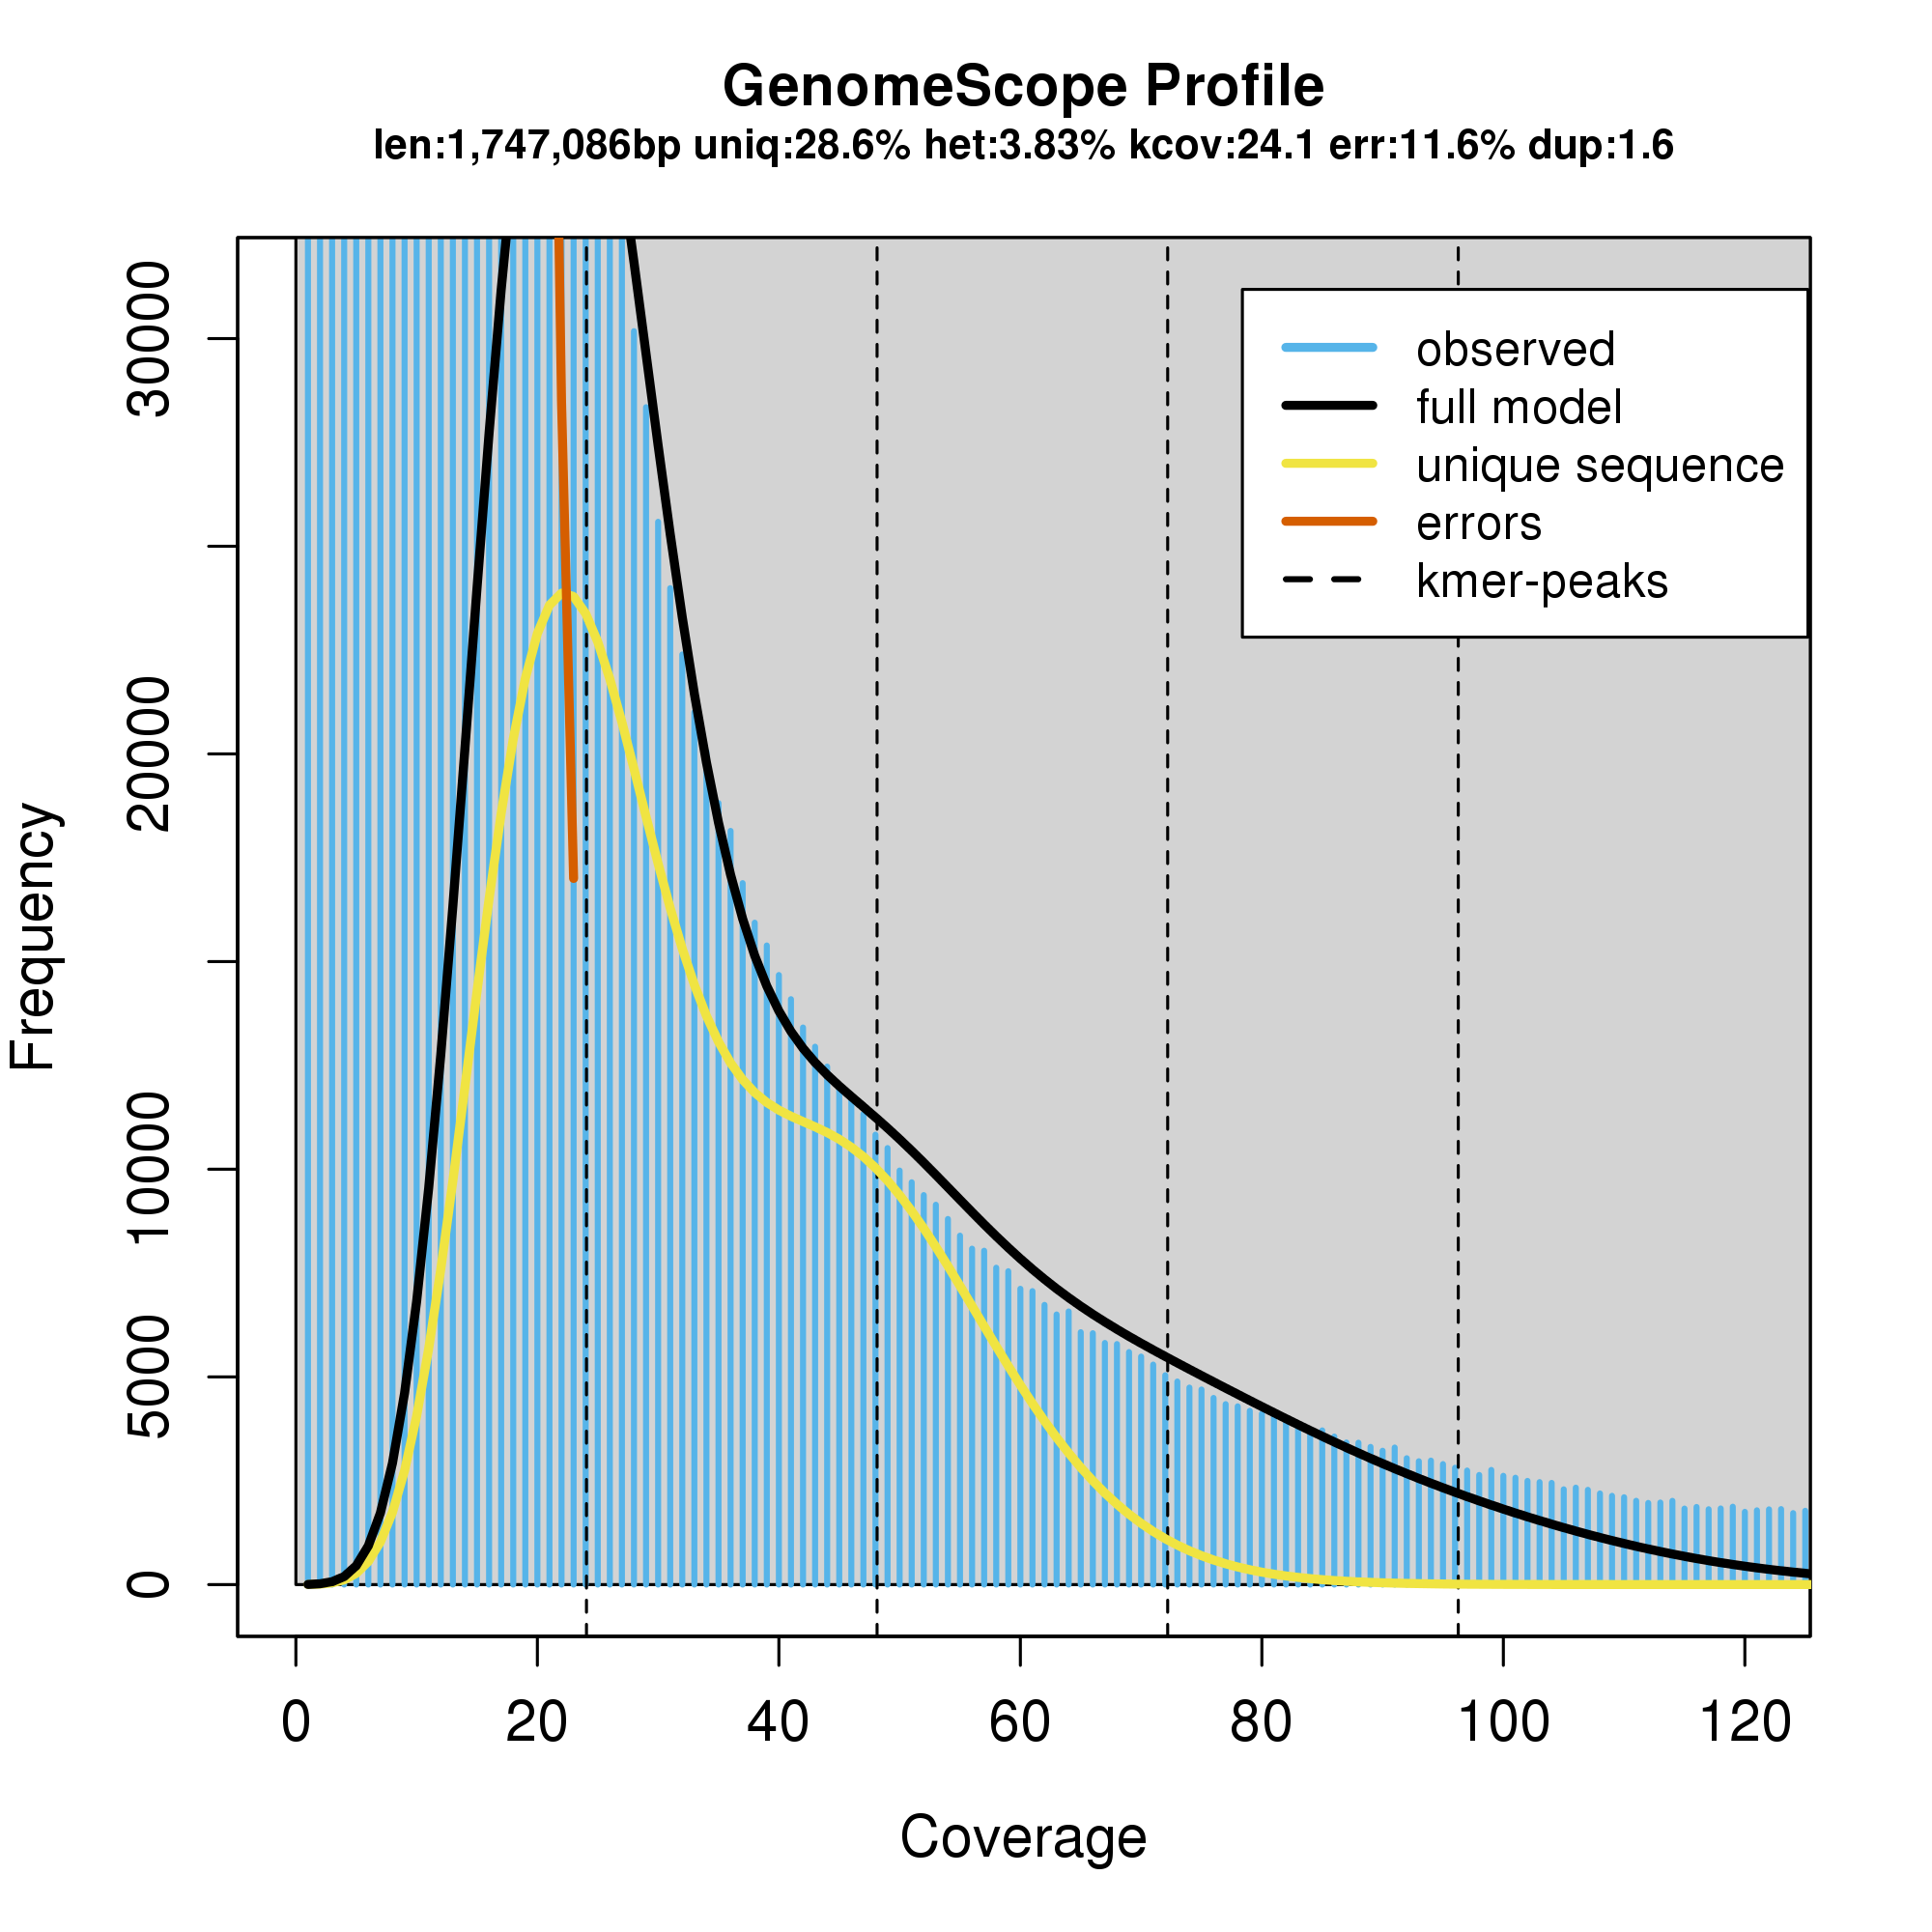 GenomeScope Profile
len:1,747,086bp uniq:28.6% het:3.83% kcov:24.1 err:11.6% dup:1.6
observed
full model
unique sequence
errors
kmer-peaks
Frequency
30000
20000
10000
5000
0
0 20 40 60 80 100 120
Coverage